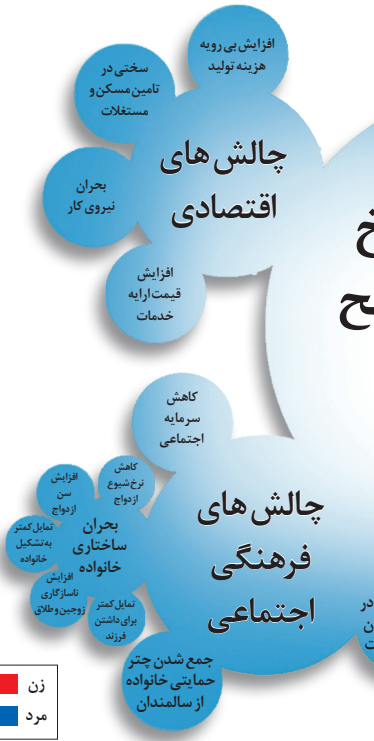 افزایش بی‌رویه
هزینه تولید
سختی در
تامین مسکن و
مستغلات
چالش های
اقتصادی
بحران
نیروی کار
افزایش
قیمت ارایه
خدمات
کاهش
سرمایه
اجتماعی
چالش های
فرهنگی
اجتماعی
کاهش
نرخ شیوع
ازدواج
افزایش
سن
ازدواج
بحران
ساختاری
خانواده
تمایل کمتر
به تشکیل
خانواده
افزایش
ناسازگاری
زوجین و طلاق
تمایل کمتر
برای داشتن
فرزند
جمع شدن چتر
حمایتی خانواده
از سالمندان
زن
مرد